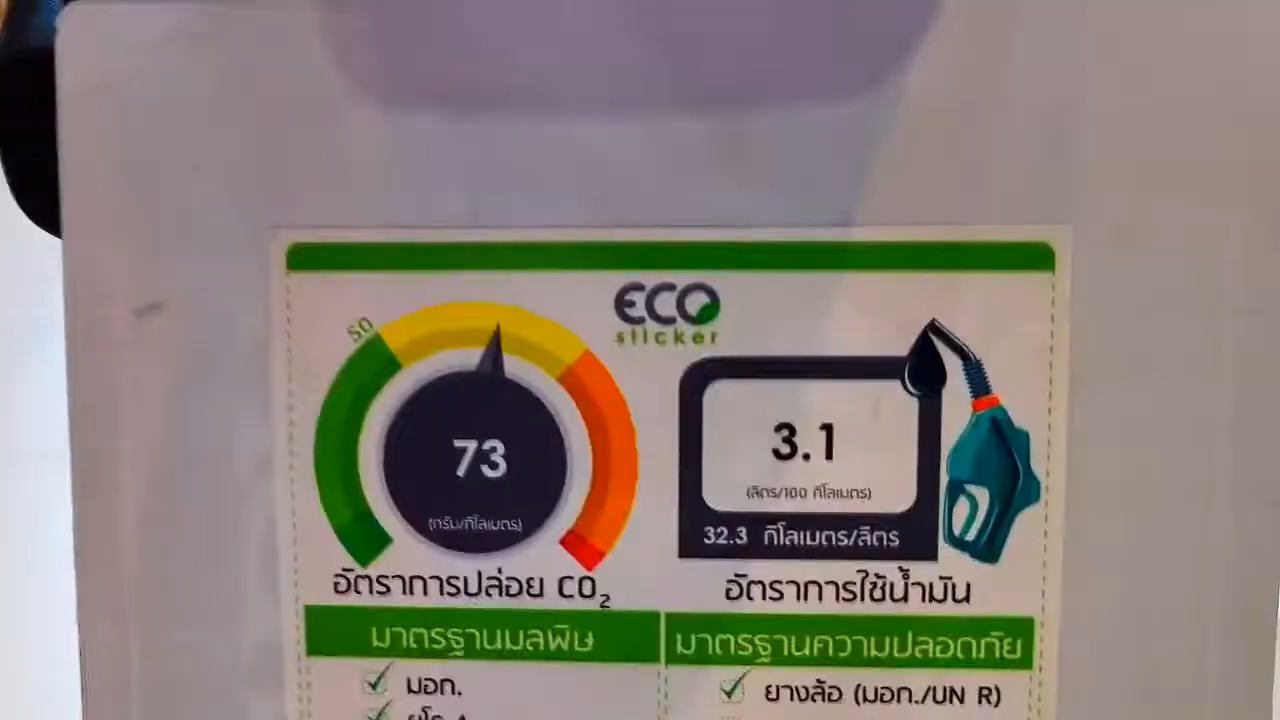 ECO
sticker
50
73
(กรัม/กิโลเมตร)
อัตราการปล่อย CO₂
3.1
(ลิตร/100 กิโลเมตร)
32.3 กิโลเมตร/ลิตร
อัตราการใช้น้ำมัน
มาตรฐานมลพิษ
✓ มอก.
มาตรฐานความปลอดภัย
✓ ยางล้อ (มอก./UN R)